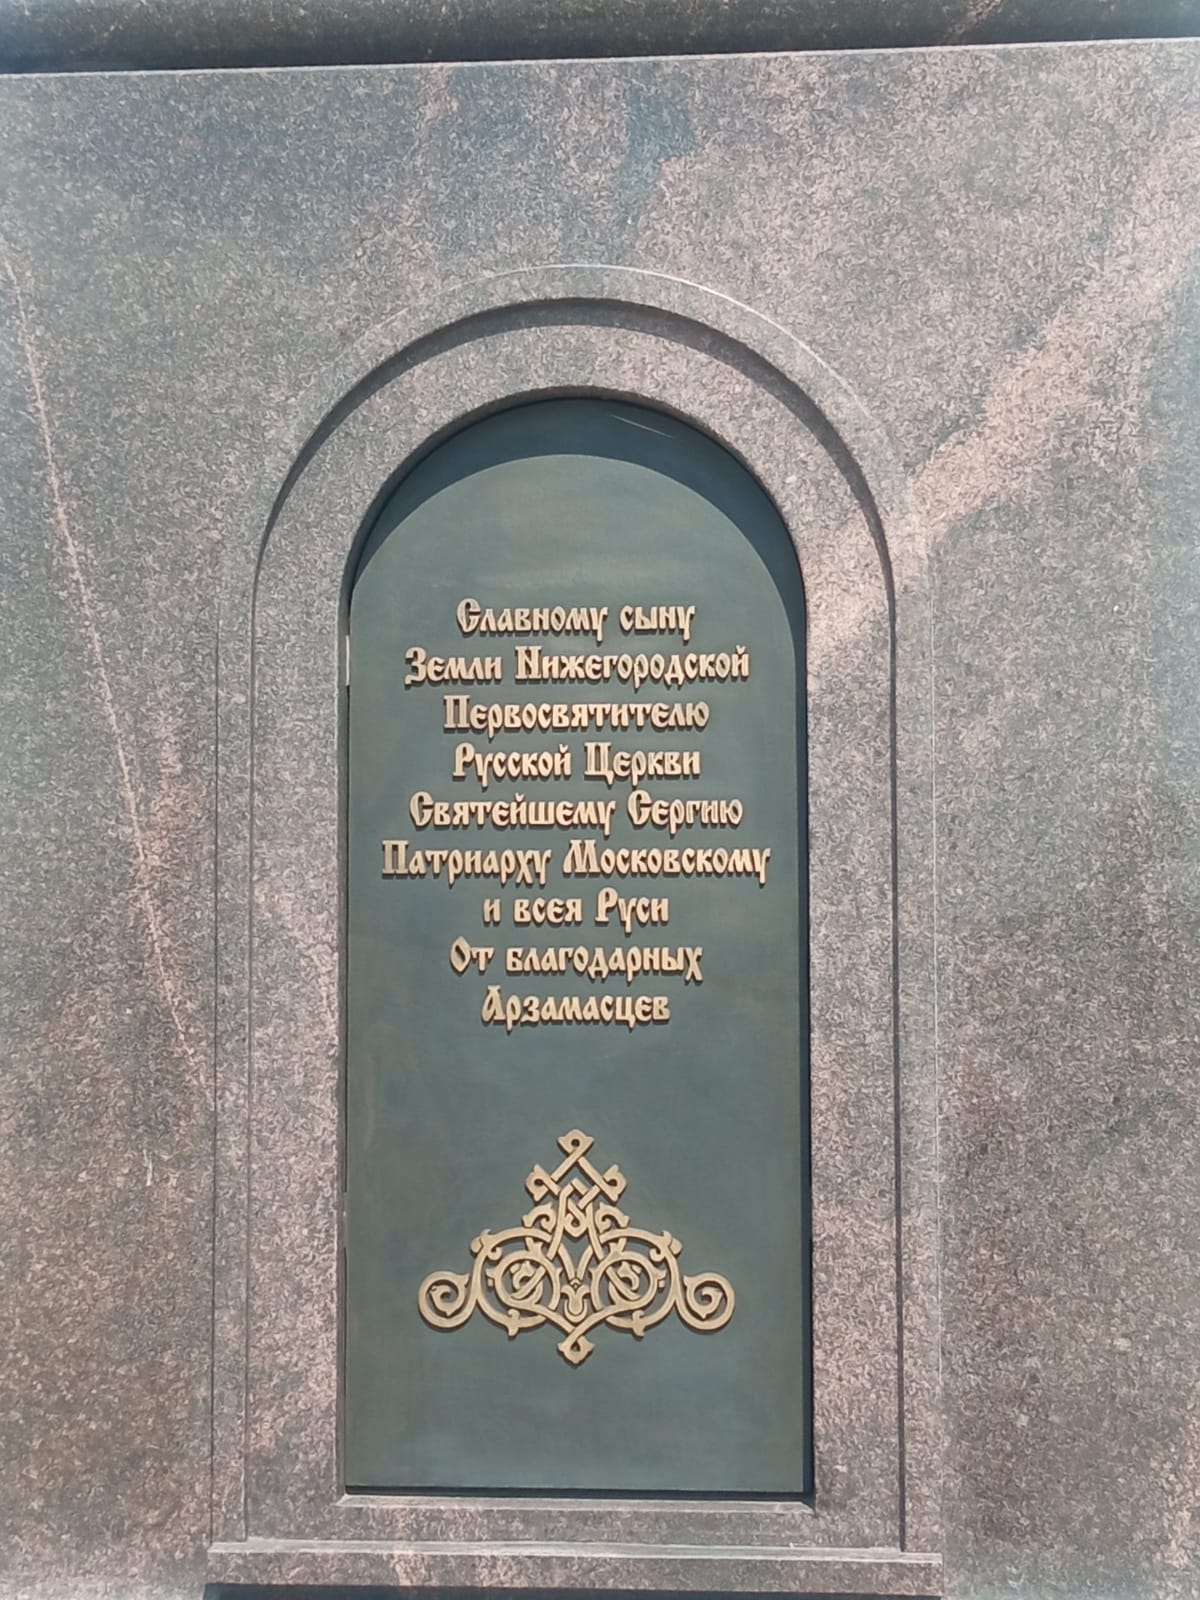 Славному сыну
Земли Нижегородской
Первосвятителю
Русской Церкви
Святейшему Сергию
Патриарху Московскому
и всея Руси
От благодарных
Арзамасцев